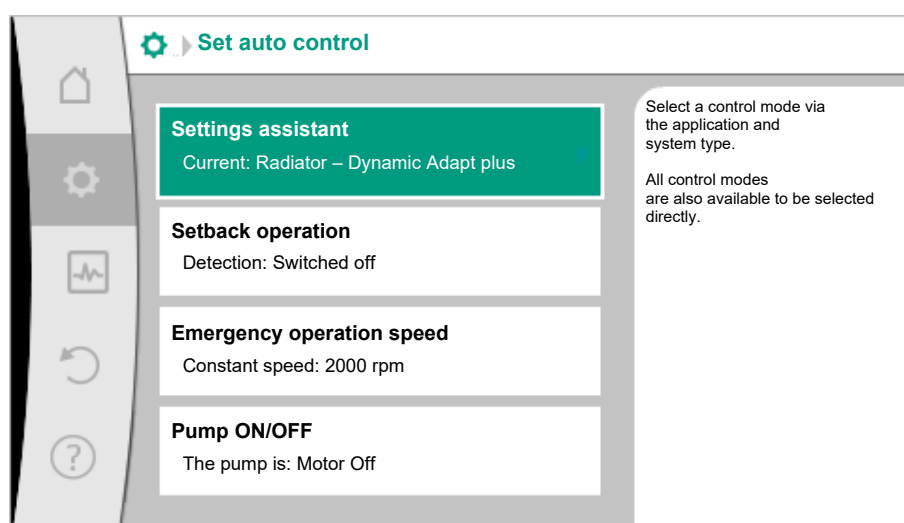 Set auto control
Settings assistant
Current: Radiator – Dynamic Adapt plus
Setback operation
Detection: Switched off
Emergency operation speed
Constant speed: 2000 rpm
Pump ON/OFF
The pump is: Motor Off
Select a control mode via
the application and
system type.
All control modes
are also available to be selected
directly.
?